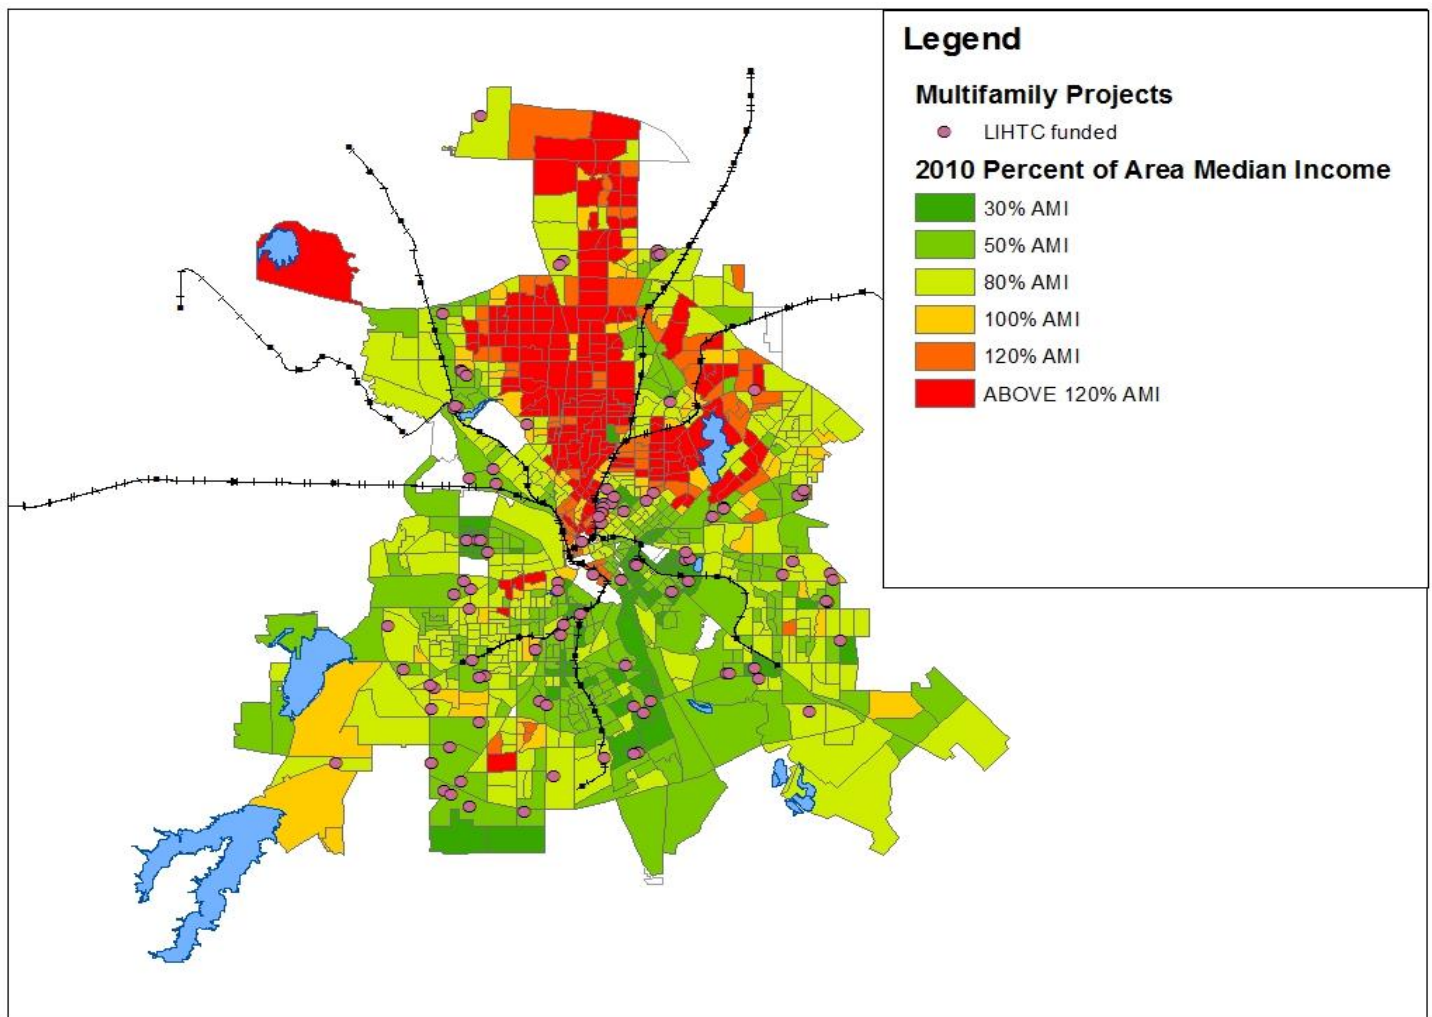 Legend
Multifamily Projects
LIHTC funded
2010 Percent of Area Median Income
30% AMI
50% AMI
80% AMI
100% AMI
120% AMI
ABOVE 120% AMI